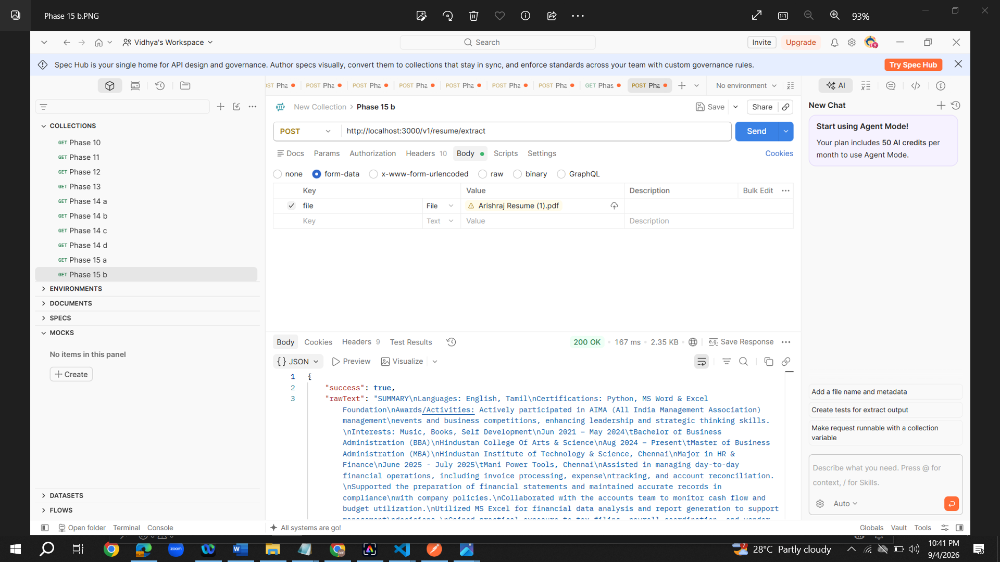 Phase 15 b.PNG
93%
Vidhya's Workspace
Search
Invite
Upgrade
Spec Hub is your single home for API design and governance. Author specs visually, convert them to collections that stay in sync, and enforce standards across your team with custom governance rules.
Try Spec Hub
OST Pha
POST Pha
POST Pha
POST Pha
POST Pha
POST Pha
POST Pha
GET Phas
POST Pha
No environment
AI
HTTP
New Collection > Phase 15 b
Save
Share
New Chat
COLLECTIONS
GET Phase 10
GET Phase 11
GET Phase 12
GET Phase 13
GET Phase 14 a
GET Phase 14 b
GET Phase 14 c
GET Phase 14 d
GET Phase 15 a
GET Phase 15 b
ENVIRONMENTS
DOCUMENTS
SPECS
MOCKS
No items in this panel
Create
DATASETS
FLOWS
POST
http://localhost:3000/v1/resume/extract
Send
Docs
Params
Authorization
Headers 10
Body
Scripts
Settings
Cookies
none
form-data
x-www-form-urlencoded
raw
binary
GraphQL
Key
Value
Description
Bulk Edit
file
File
Arishraj Resume (1).pdf
Key
Text
Value
Description
Body
Cookies
Headers 9
Test Results
200 OK
167 ms
2.35 KB
e.g. Save Response
{} JSON
Preview
Visualize
1 {
2 "success": true,
3 "rawText": "SUMMARY\nLanguages: English, Tamil\nCertifications: Python, MS Word & Excel
Foundation\nAwards/Activities: Actively participated in AIMA (All India Management Association)
management\nevents and business competitions, enhancing leadership and strategic thinking skills.
\nInterests: Music, Books, Self Development\nJun 2021 – May 2024\tBachelor of Business
Administration (BBA)\nHindustan College Of Arts & Science\nAug 2024 – Present\tMaster of Business
Administration (MBA)\nHindustan Institute of Technology & Science, Chennai\nMajor in HR &
Finance\nJune 2025 - July 2025\tMani Power Tools, Chennai\nAssisted in managing day-to-day
financial operations, including invoice processing, expense\ntracking, and account reconciliation.
\nSupported the preparation of financial statements and maintained accurate records in
compliance\nwith company policies.\nCollaborated with the accounts team to monitor cash flow and
budget utilization.\nUtilized MS Excel for financial data analysis and report generation to support
management\ndecisions.\nGained practical exposure to tax filing, payroll coordination, and vendor
Start using Agent Mode!
Your plan includes 50 AI credits per
month to use Agent Mode.
Add a file name and metadata
Create tests for extract output
Make request runnable with a collection
variable
Describe what you need. Press @ for
context, / for Skills.
Auto
Open folder
Terminal
Console
All systems are go!
Globals
Vault
Tools
zoom
28°C Partly cloudy
10:41 PM
9/4/2026